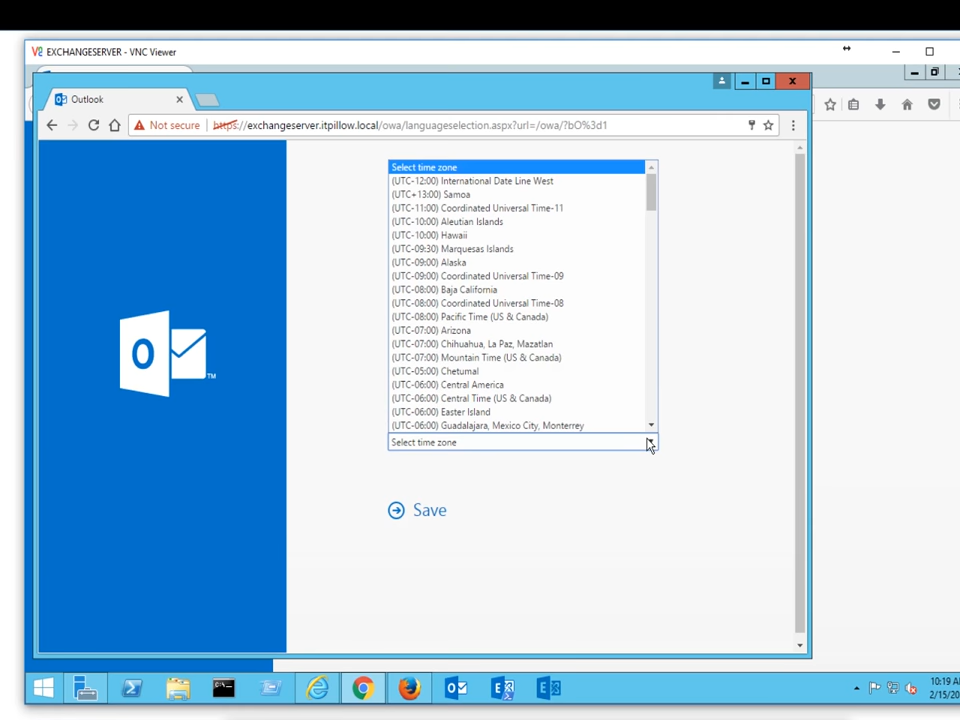 EXCHANGESERVER - VNC Viewer
Outlook
Not secure | https://exchangeserver.itpillow.local/owa/languageselection.aspx?url=/owa/?bO%3d1
Select time zone
(UTC-12:00) International Date Line West
(UTC+13:00) Samoa
(UTC-11:00) Coordinated Universal Time-11
(UTC-10:00) Aleutian Islands
(UTC-10:00) Hawaii
(UTC-09:30) Marquesas Islands
(UTC-09:00) Alaska
(UTC-09:00) Coordinated Universal Time-09
(UTC-08:00) Baja California
(UTC-08:00) Coordinated Universal Time-08
(UTC-08:00) Pacific Time (US & Canada)
(UTC-07:00) Arizona
(UTC-07:00) Chihuahua, La Paz, Mazatlan
(UTC-07:00) Mountain Time (US & Canada)
(UTC-05:00) Chetumal
(UTC-06:00) Central America
(UTC-06:00) Central Time (US & Canada)
(UTC-06:00) Easter Island
(UTC-06:00) Guadalajara, Mexico City, Monterrey
Select time zone
Save
10:19 A
2/15/20